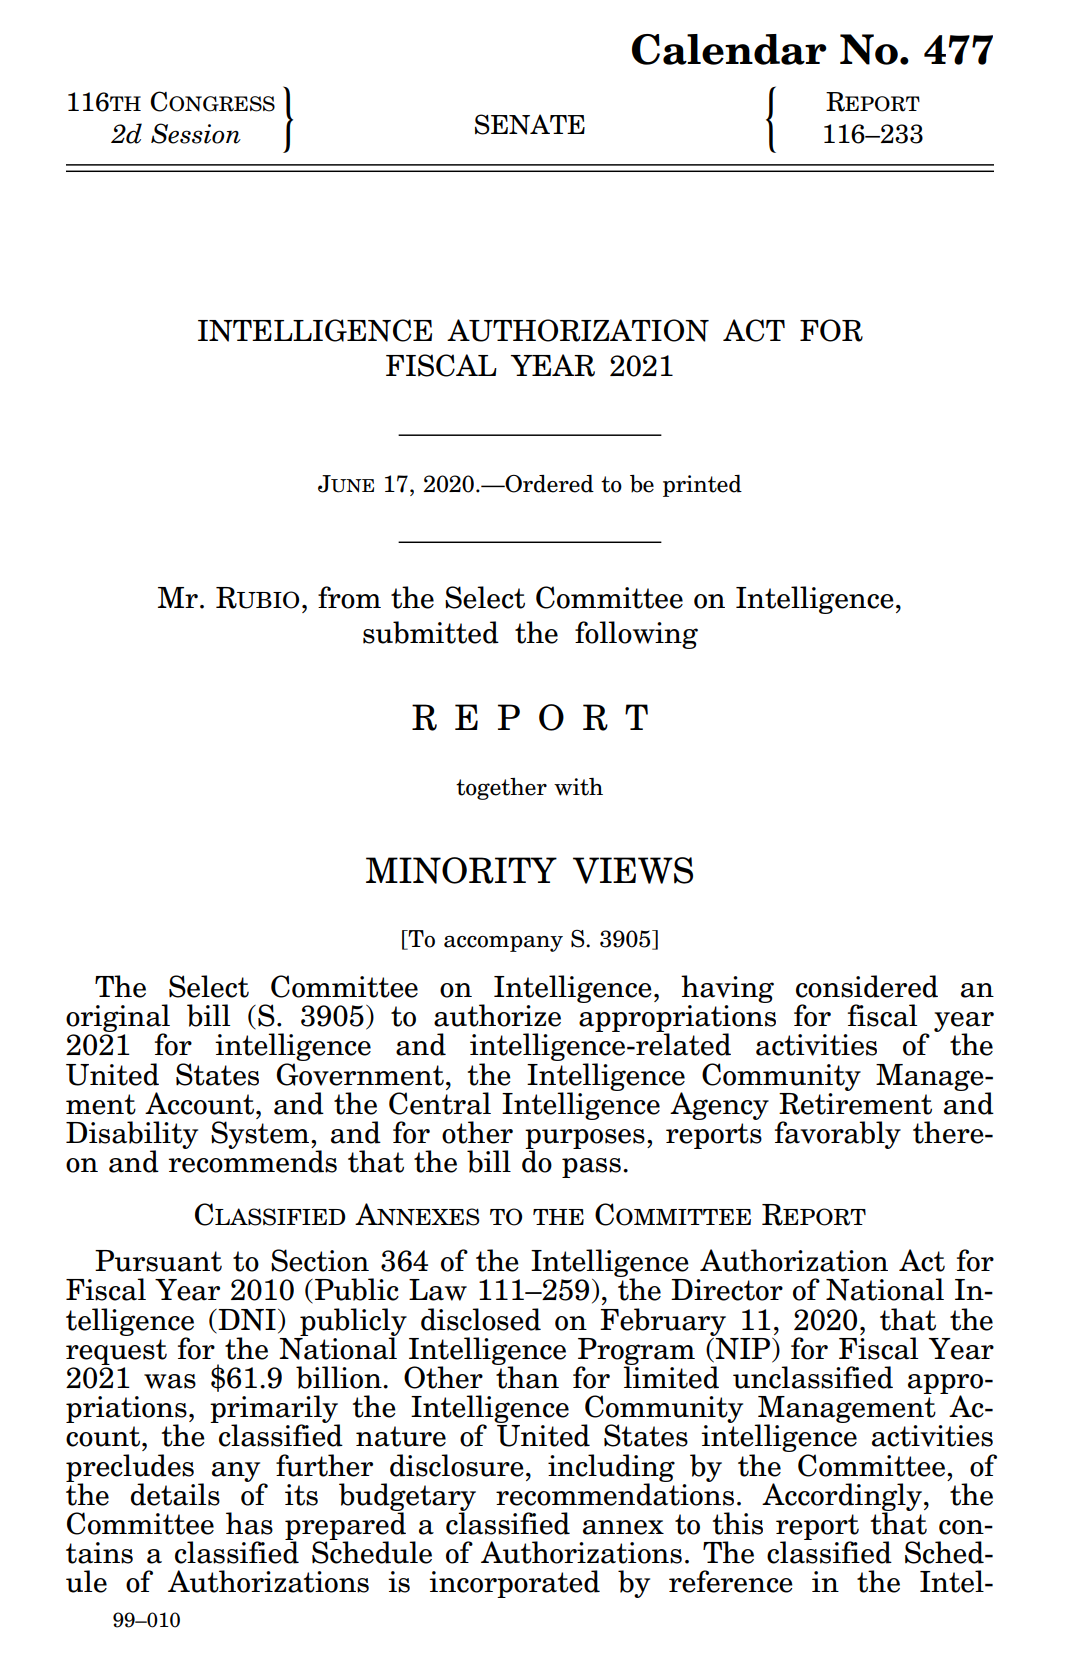 Calendar No. 477
116TH CONGRESS
2d Session
SENATE
REPORT
116–233
INTELLIGENCE AUTHORIZATION ACT FOR
FISCAL YEAR 2021
JUNE 17, 2020.—Ordered to be printed
Mr. RUBIO, from the Select Committee on Intelligence,
submitted the following
R E P O R T
together with
MINORITY VIEWS
[To accompany S. 3905]
The Select Committee on Intelligence, having considered an
original bill (S. 3905) to authorize appropriations for fiscal year
2021 for intelligence and intelligence-related activities of the
United States Government, the Intelligence Community Manage-
ment Account, and the Central Intelligence Agency Retirement and
Disability System, and for other purposes, reports favorably there-
on and recommends that the bill do pass.
CLASSIFIED ANNEXES TO THE COMMITTEE REPORT
Pursuant to Section 364 of the Intelligence Authorization Act for
Fiscal Year 2010 (Public Law 111–259), the Director of National In-
telligence (DNI) publicly disclosed on February 11, 2020, that the
request for the National Intelligence Program (NIP) for Fiscal Year
2021 was $61.9 billion. Other than for limited unclassified appro-
priations, primarily the Intelligence Community Management Ac-
count, the classified nature of United States intelligence activities
precludes any further disclosure, including by the Committee, of
the details of its budgetary recommendations. Accordingly, the
Committee has prepared a classified annex to this report that con-
tains a classified Schedule of Authorizations. The classified Sched-
ule of Authorizations is incorporated by reference in the Intel-
99–010